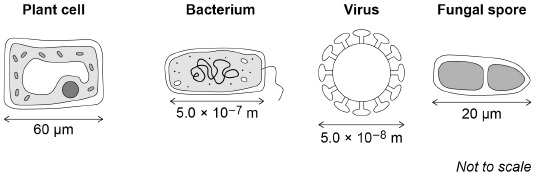 Plant cell
Bacterium
Virus
Fungal spore
60 µm
5.0 × 10⁻⁷ m
5.0 × 10⁻⁸ m
20 µm
Not to scale